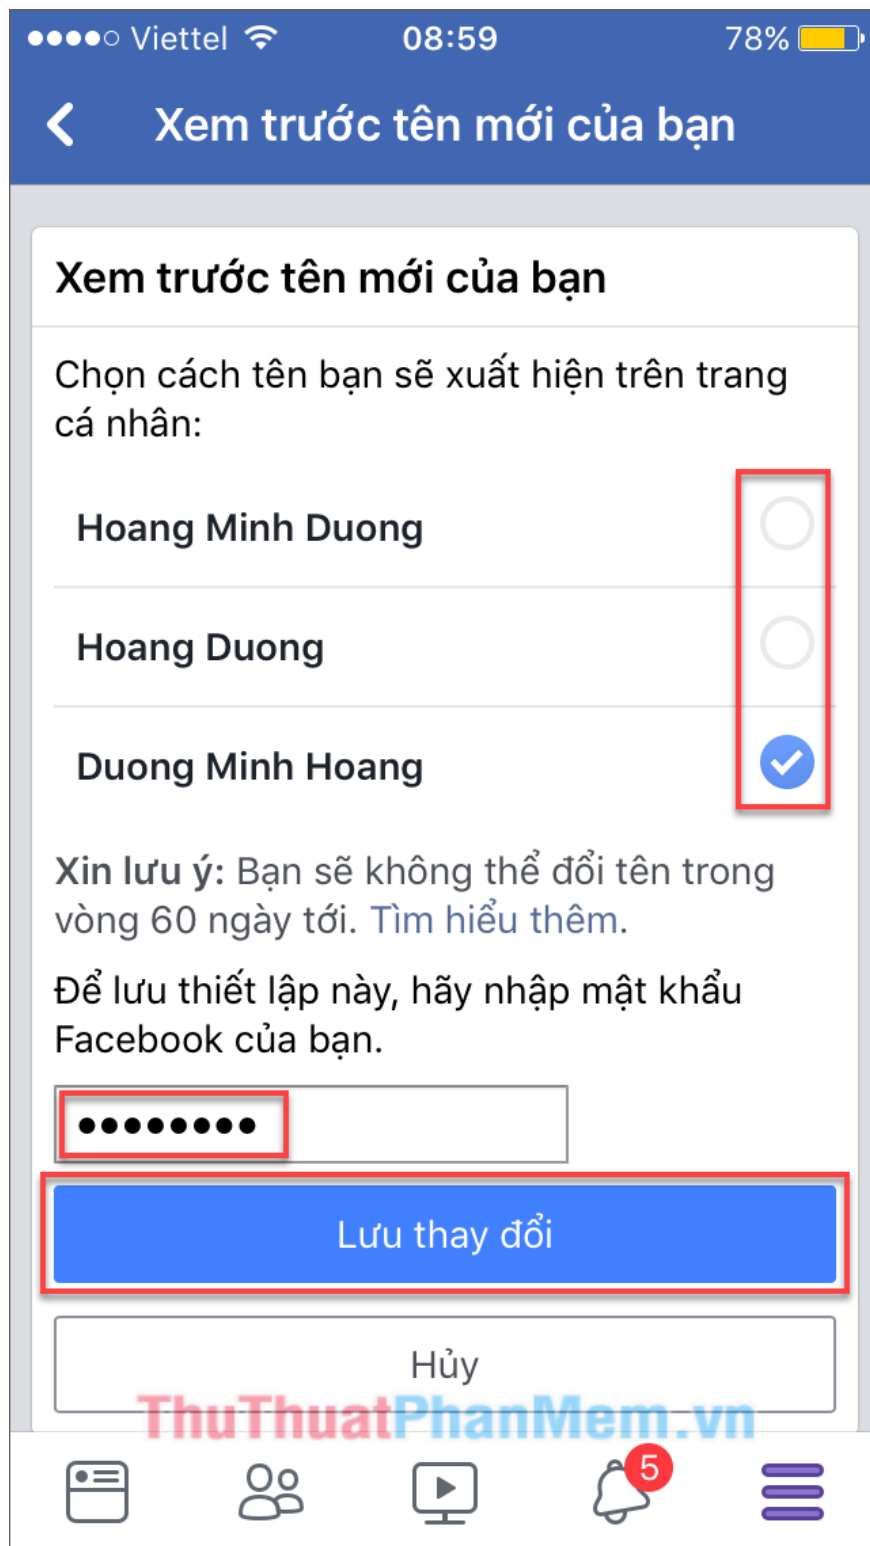 Viettel 08:59 78%
Xem trước tên mới của bạn
Xem trước tên mới của bạn
Chọn cách tên bạn sẽ xuất hiện trên trang
cá nhân:
Hoang Minh Duong
Hoang Duong
Duong Minh Hoang
Xin lưu ý: Bạn sẽ không thể đổi tên trong
vòng 60 ngày tới. Tìm hiểu thêm.
Để lưu thiết lập này, hãy nhập mật khẩu
Facebook của bạn.
••••••••
Lưu thay đổi
Hủy
ThuThuatPhanMem.vn
5